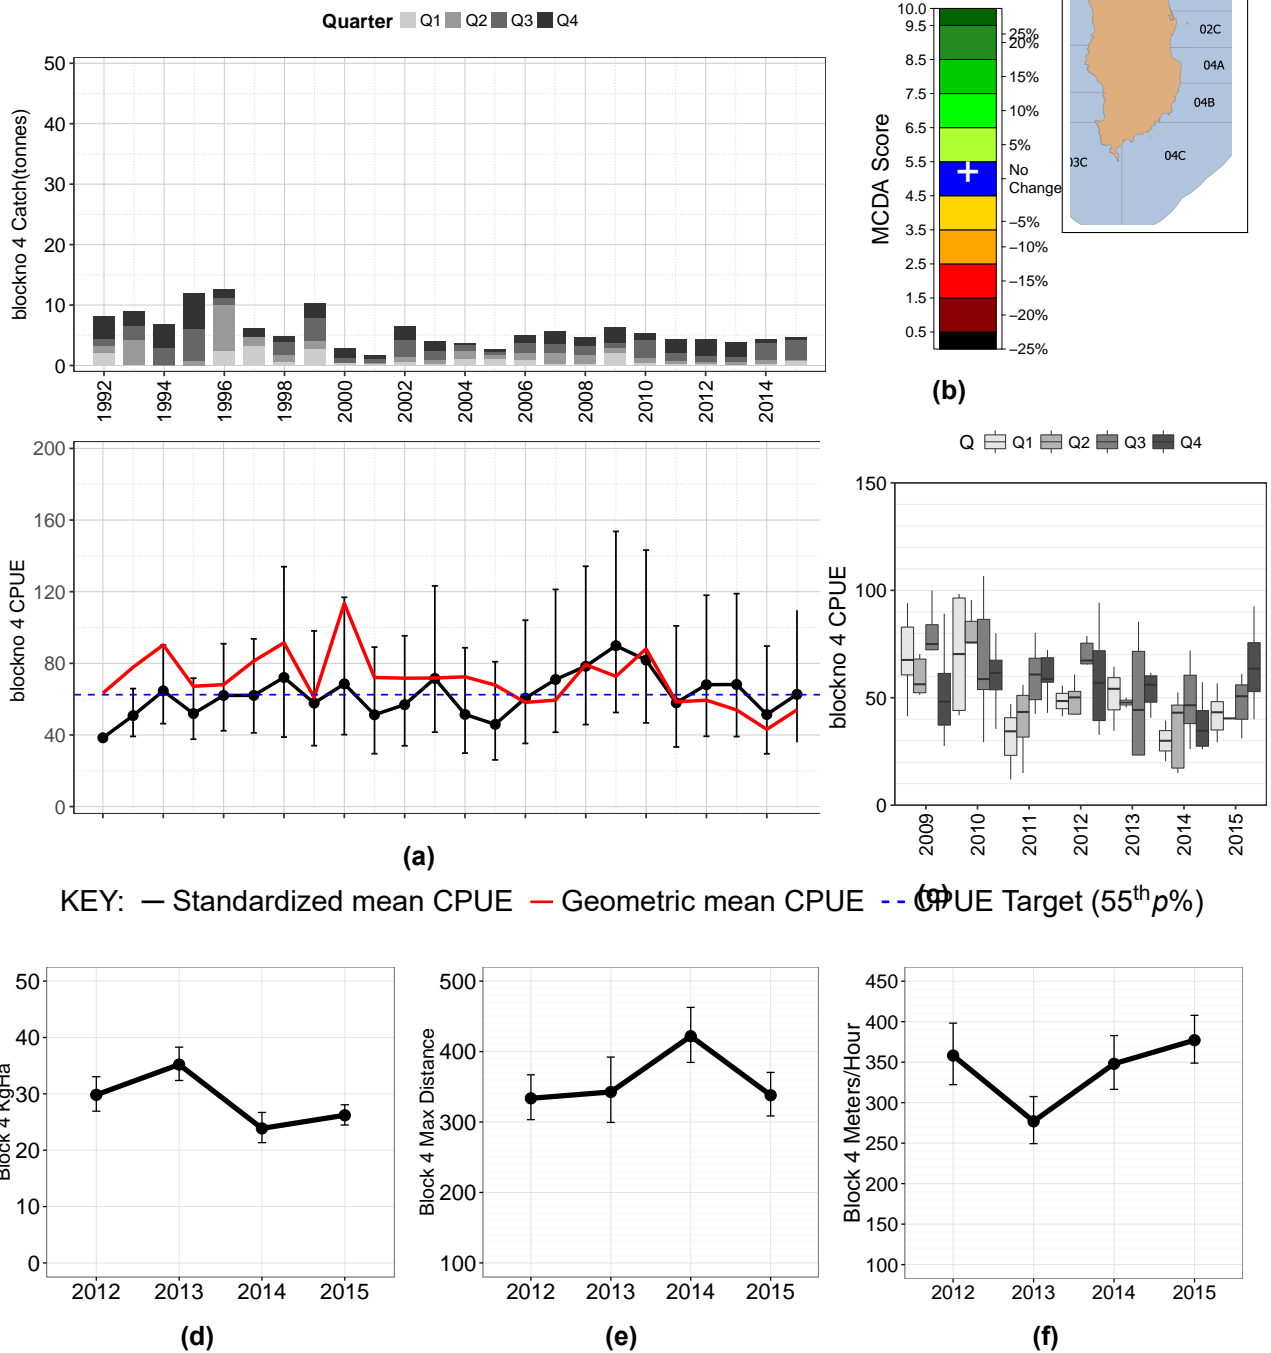 Quarter Q1 Q2 Q3 Q4
blockno 4 Catch(tonnes)
50
40
30
20
10
0
1992
1994
1996
1998
2000
2002
2004
2006
2008
2010
2012
2014
MCDA Score
10.0
9.5
8.5
7.5
6.5
5.5
4.5
3.5
2.5
1.5
0.5
25%
20%
15%
10%
5%
No
Change
−5%
−10%
−15%
−20%
−25%
(b)
02C
04A
04B
04C
03C
blockno 4 CPUE
200
160
120
80
40
0
(a)
Q Q1 Q2 Q3 Q4
blockno 4 CPUE
150
100
50
0
2009
2010
2011
2012
2013
2014
2015
(c)
KEY: Standardized mean CPUE Geometric mean CPUE CPUE Target (55th p%)
Block 4 KgHa
50
40
30
20
10
0
2012 2013 2014 2015
(d)
Block 4 Max Distance
500
400
300
200
100
2012 2013 2014 2015
(e)
Block 4 Meters/Hour
450
400
350
300
250
200
150
100
2012 2013 2014 2015
(f)